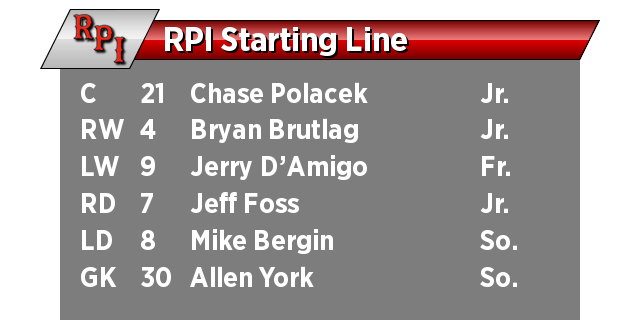 RPI
RPI Starting Line
C 21 Chase Polacek Jr.
RW 4 Bryan Brutlag Jr.
LW 9 Jerry D’Amigo Fr.
RD 7 Jeff Foss Jr.
LD 8 Mike Bergin So.
GK 30 Allen York So.